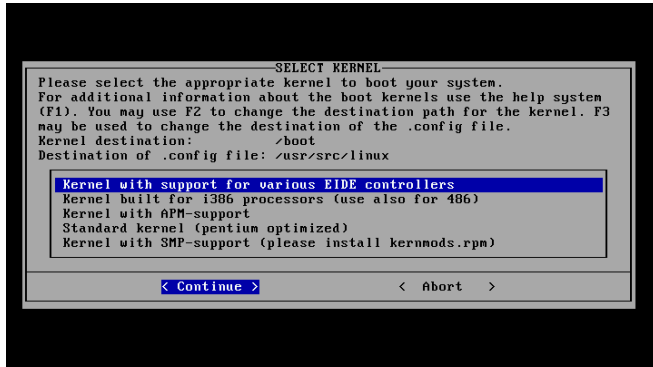 SELECT KERNEL
Please select the appropriate kernel to boot your system.
For additional information about the boot kernels use the help system
(F1). You may use F2 to change the destination path for the kernel. F3
may be used to change the destination of the .config file.
Kernel destination: /boot
Destination of .config file: /usr/src/linux
Kernel with support for various EIDE controllers
Kernel built for i386 processors (use also for 486)
Kernel with APM-support
Standard kernel (pentium optimized)
Kernel with SMP-support (please install kernmods.rpm)
< Continue > < Abort >